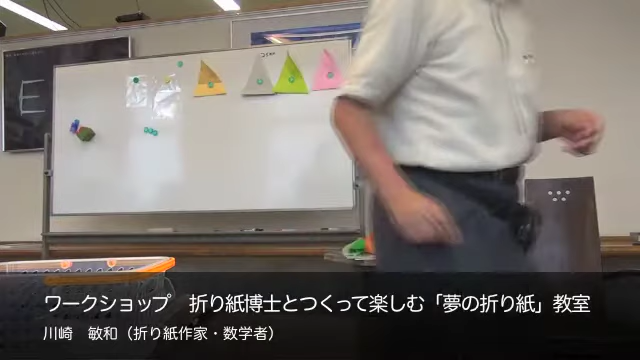 E
ワークショップ　折り紙博士とつくって楽しむ「夢の折り紙」教室
川崎　敏和（折り紙作家・数学者）